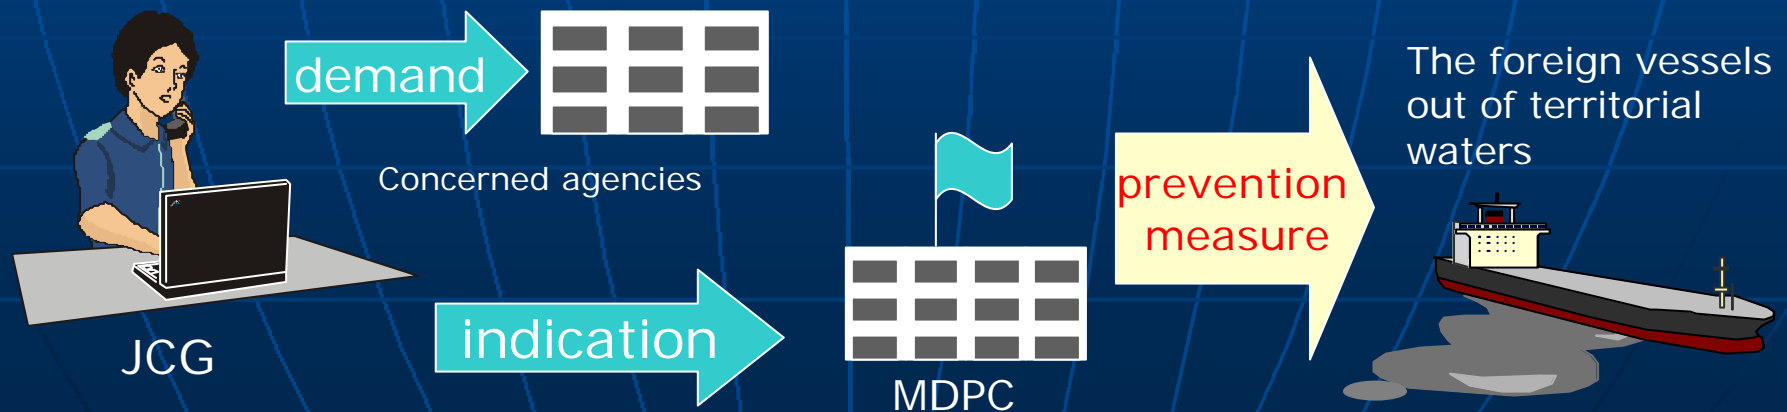 demand
Concerned agencies
JCG
indication
MDPC
prevention
measure
The foreign vessels
out of territorial
waters